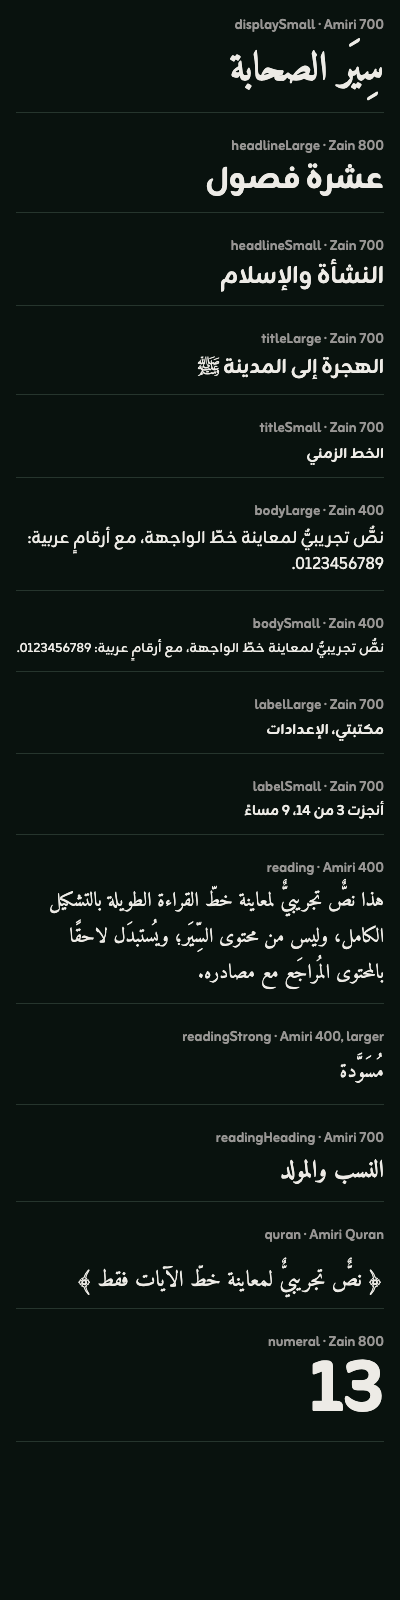 displaySmall · Amiri 700
سِيَر الصحابة
headlineLarge · Zain 800
عشرة فصول
headlineSmall · Zain 700
النشأة والإسلام
titleLarge · Zain 700
الهجرة إلى المدينة ﷺ
titleSmall · Zain 700
الخط الزمني
bodyLarge · Zain 400
نصٌّ تجريبيٌّ لمعاينة خطّ الواجهة، مع أرقامٍ عربية:
0123456789.
bodySmall · Zain 400
نصٌّ تجريبيٌّ لمعاينة خطّ الواجهة، مع أرقامٍ عربية: 0123456789.
labelLarge · Zain 700
مكتبتي، الإعدادات
labelSmall · Zain 700
أنجزت 3 من 14، 9 مساءً
reading · Amiri 400
هذا نصٌّ تجريبيٌّ لمعاينة خطّ القراءة الطويلة بالتشكيل
الكامل، وليس من محتوى السِّيَر؛ ويُستبدَل لاحقًا
بالمحتوى المُراجَع مع مصادره.
readingStrong · Amiri 400, larger
مُسَوَّدة
readingHeading · Amiri 700
النسب والمولد
quran · Amiri Quran
﴿ نصٌّ تجريبيٌّ لمعاينة خطّ الآيات فقط ﴾
numeral · Zain 800
13